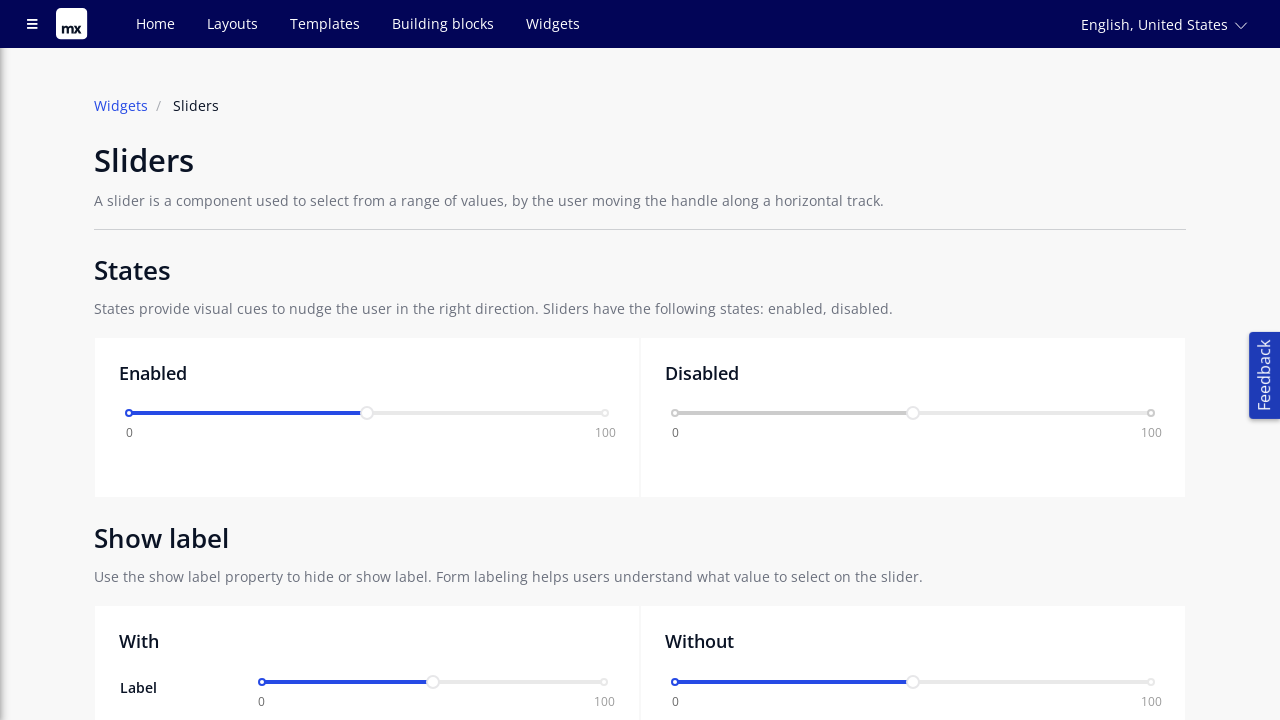 mx Home Layouts Templates Building blocks Widgets English, United States
Widgets / Sliders
Sliders
A slider is a component used to select from a range of values, by the user moving the handle along a horizontal track.
States
States provide visual cues to nudge the user in the right direction. Sliders have the following states: enabled, disabled.
Enabled
0 100
Disabled
0 100
Feedback
Show label
Use the show label property to hide or show label. Form labeling helps users understand what value to select on the slider.
With
Label
0 100
Without
0 100